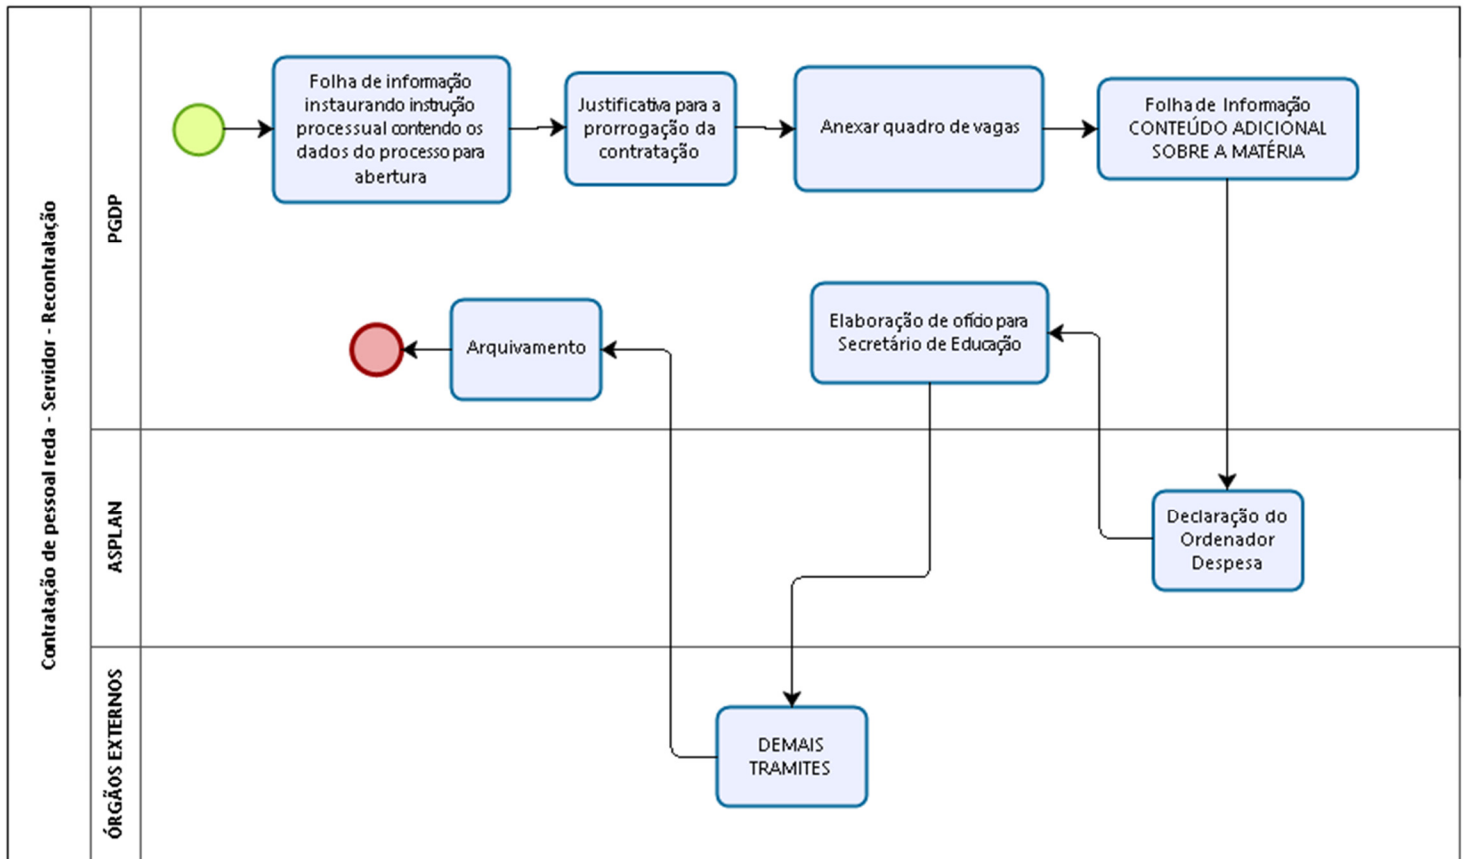 Contratação de pessoal reda - Servidor - Recontratação
PGDP
Folha de informação
instaurando instrução
processual contendo os
dados do processo para
abertura
Justificativa para a
prorrogação da
contratação
Anexar quadro de vagas
Folha de Informação
CONTEÚDO ADICIONAL
SOBRE A MATÉRIA
Arquivamento
Elaboração de ofício para
Secretário de Educação
ASPLAN
Declaração do
Ordenador
Despesa
ÓRGÃOS EXTERNOS
DEMAIS
TRAMITES